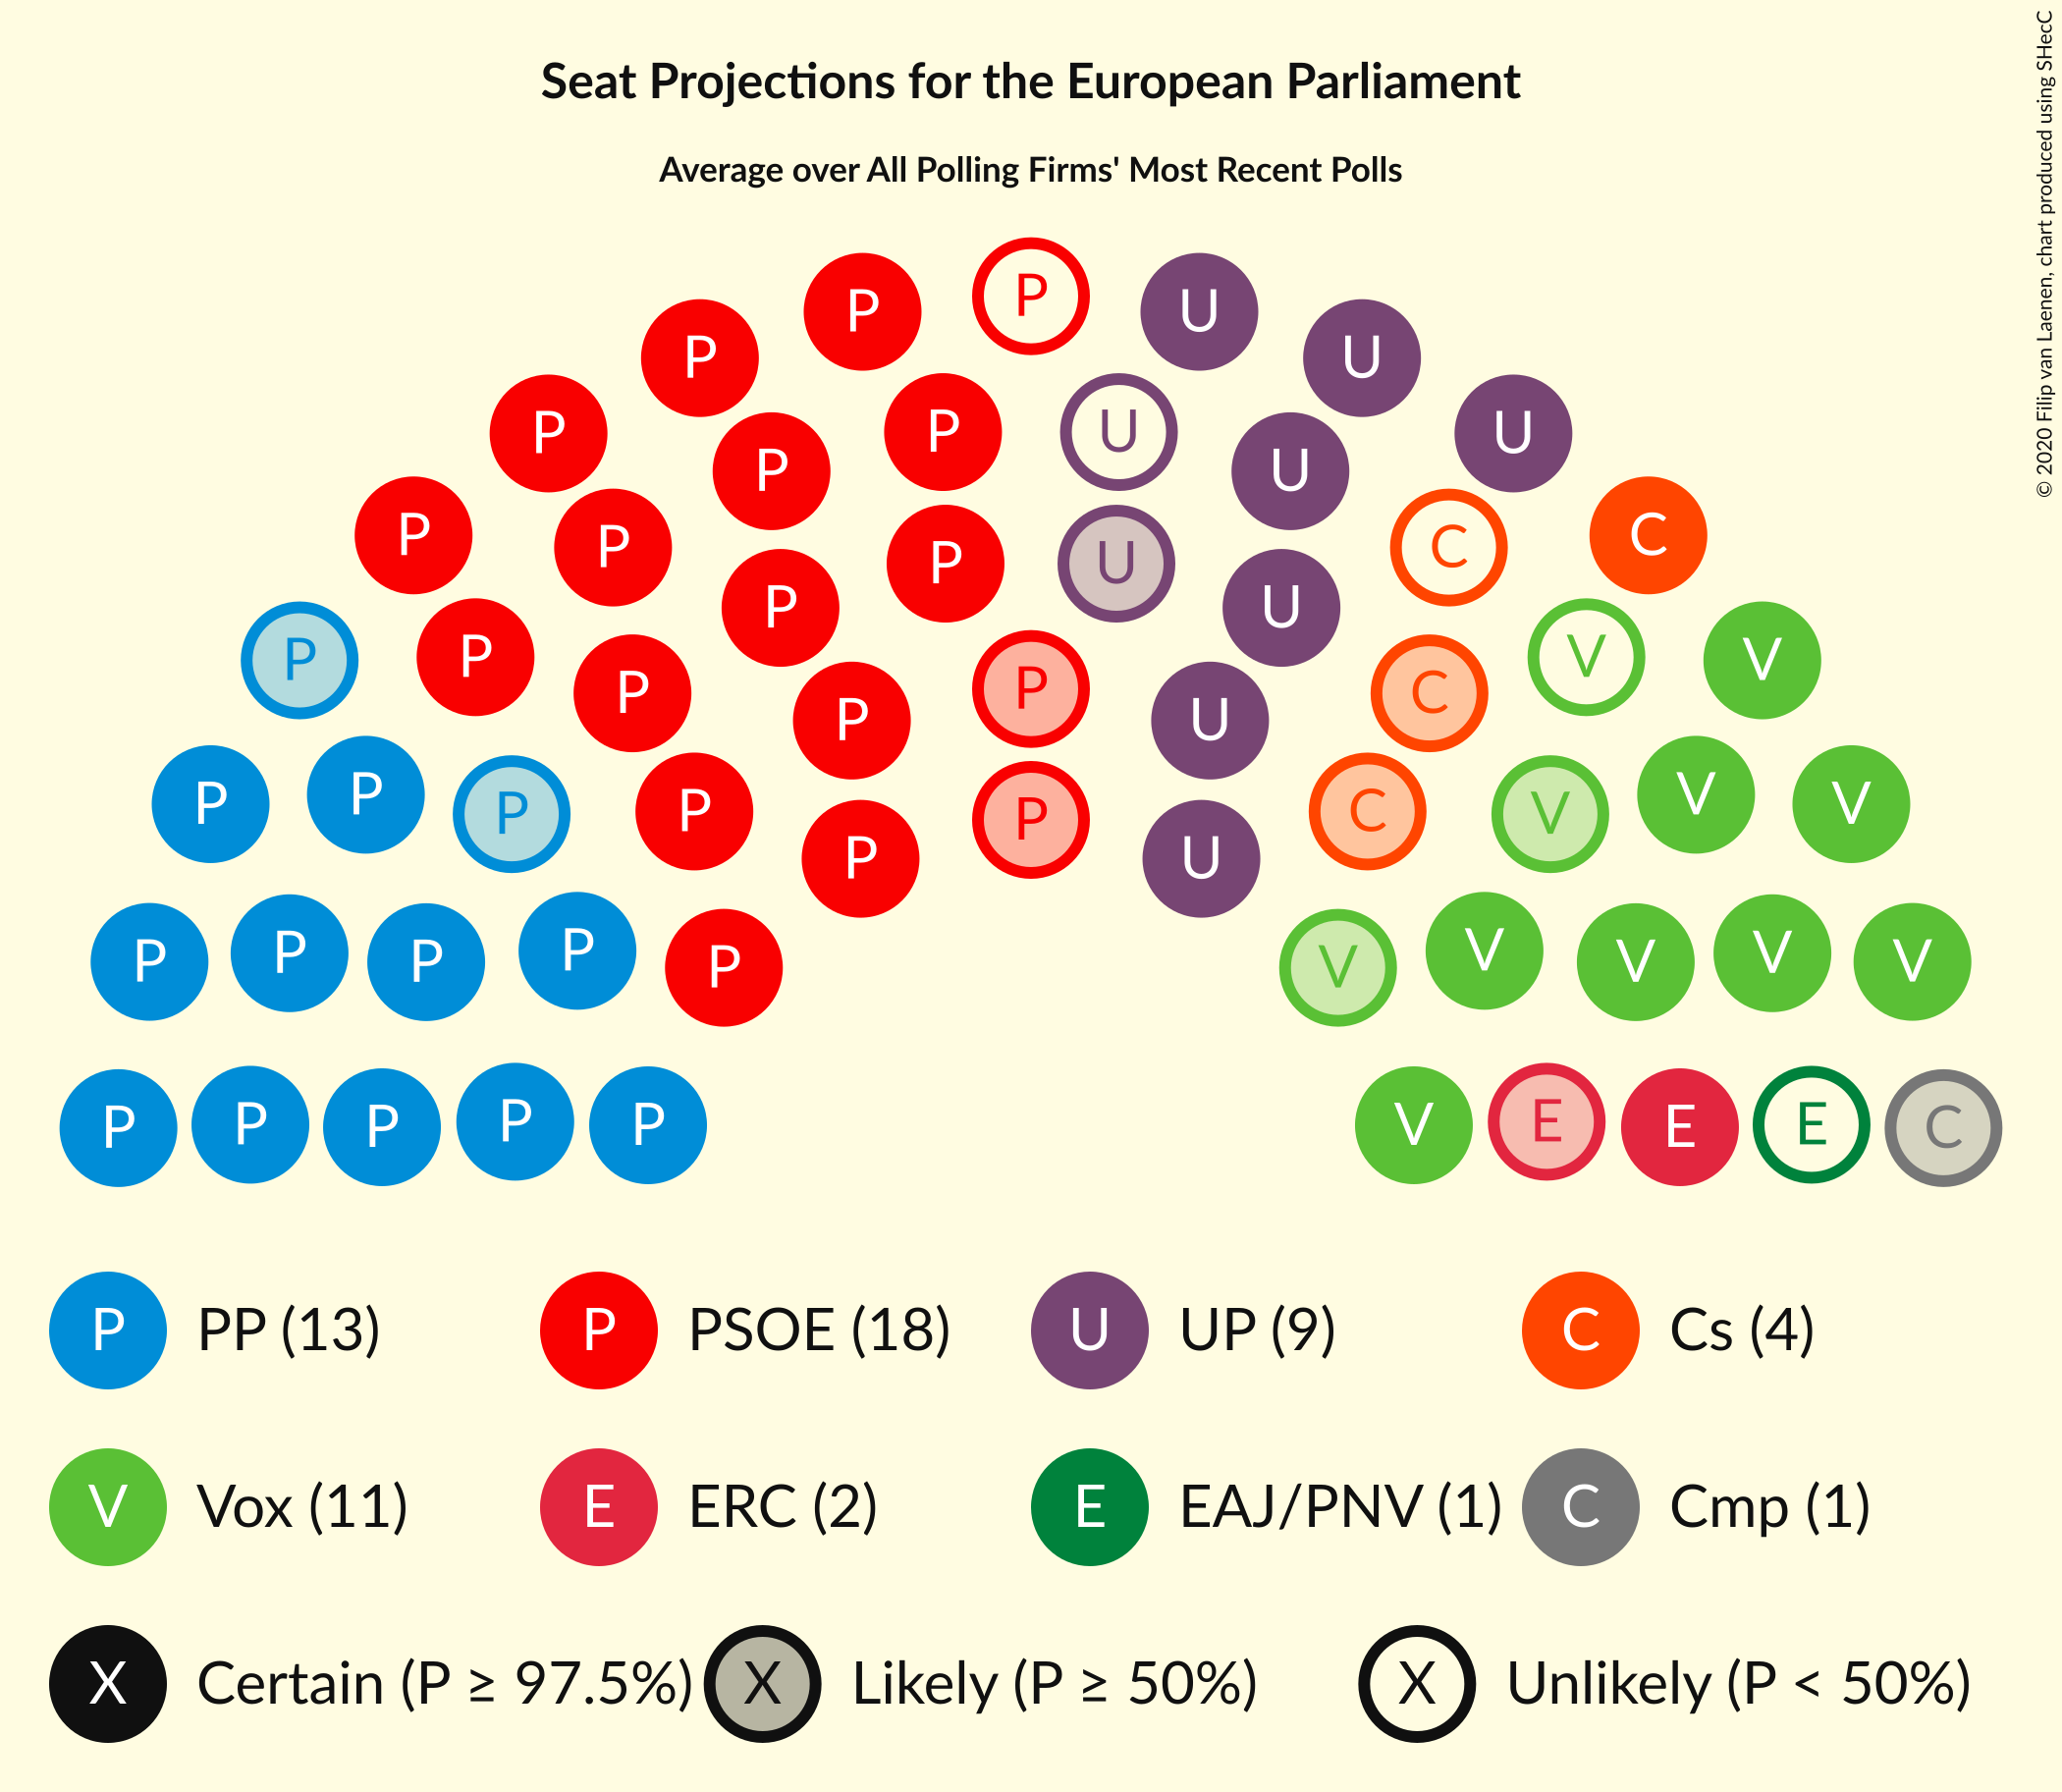 Seat Projections for the European Parliament
Average over All Polling Firms' Most Recent Polls
© 2020 Filip van Laenen, chart produced using SHecC
P
P P U
P P U
P P U U
P P U U
P P U
P P C C
P P V V
P P P U
P P C
P U
P P P V V V
P C
P P
P U
P P P P V V V V
P V
P P P P P V E E E C
P PP (13) P PSOE (18) U UP (9) C Cs (4)
V Vox (11) E ERC (2) E EAJ/PNV (1) C Cmp (1)
X Certain (P ≥ 97.5%) X Likely (P ≥ 50%) X Unlikely (P < 50%)